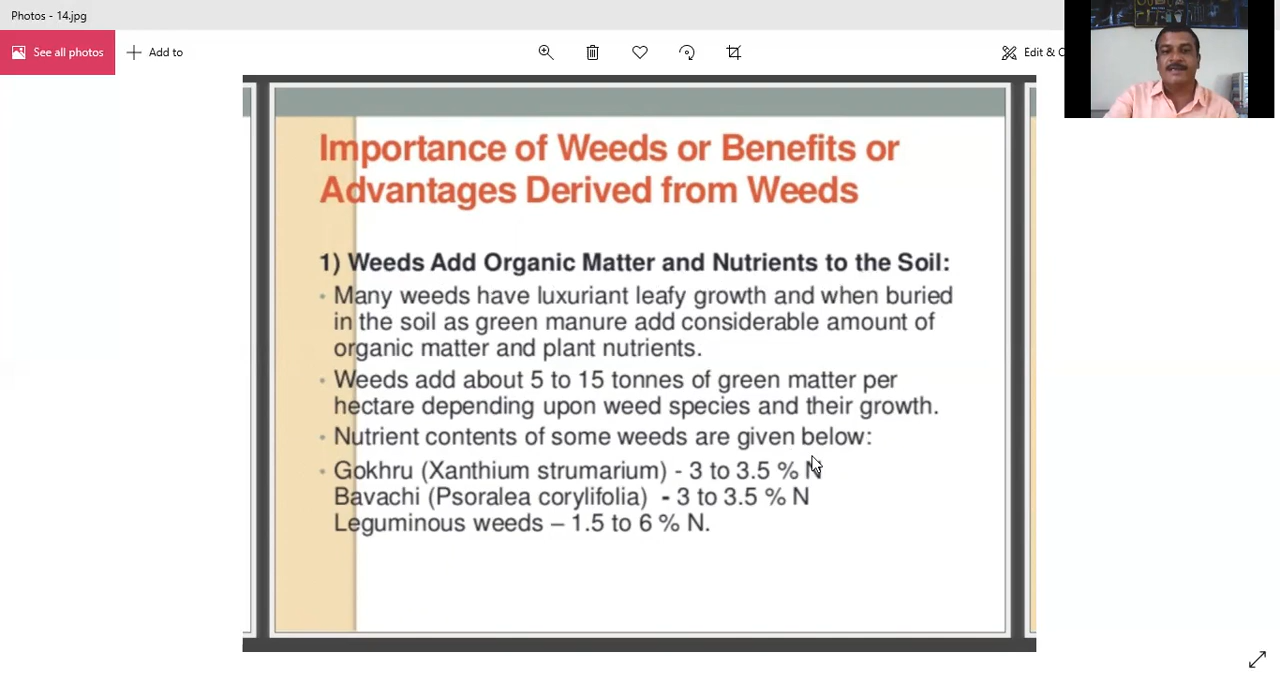 Photos - 14.jpg
See all photos
Add to
Edit & C
Importance of Weeds or Benefits or
Advantages Derived from Weeds
1) Weeds Add Organic Matter and Nutrients to the Soil:
• Many weeds have luxuriant leafy growth and when buried
in the soil as green manure add considerable amount of
organic matter and plant nutrients.
• Weeds add about 5 to 15 tonnes of green matter per
hectare depending upon weed species and their growth.
• Nutrient contents of some weeds are given below:
• Gokhru (Xanthium strumarium) - 3 to 3.5 % N
Bavachi (Psoralea corylifolia) - 3 to 3.5 % N
Leguminous weeds – 1.5 to 6 % N.